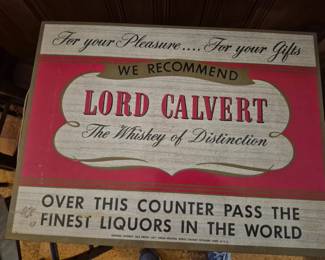 For your Pleasure.... For your Gifts
WE RECOMMEND
LORD CALVERT
The Whiskey of Distinction
OVER THIS COUNTER PASS THE
FINEST LIQUORS IN THE WORLD